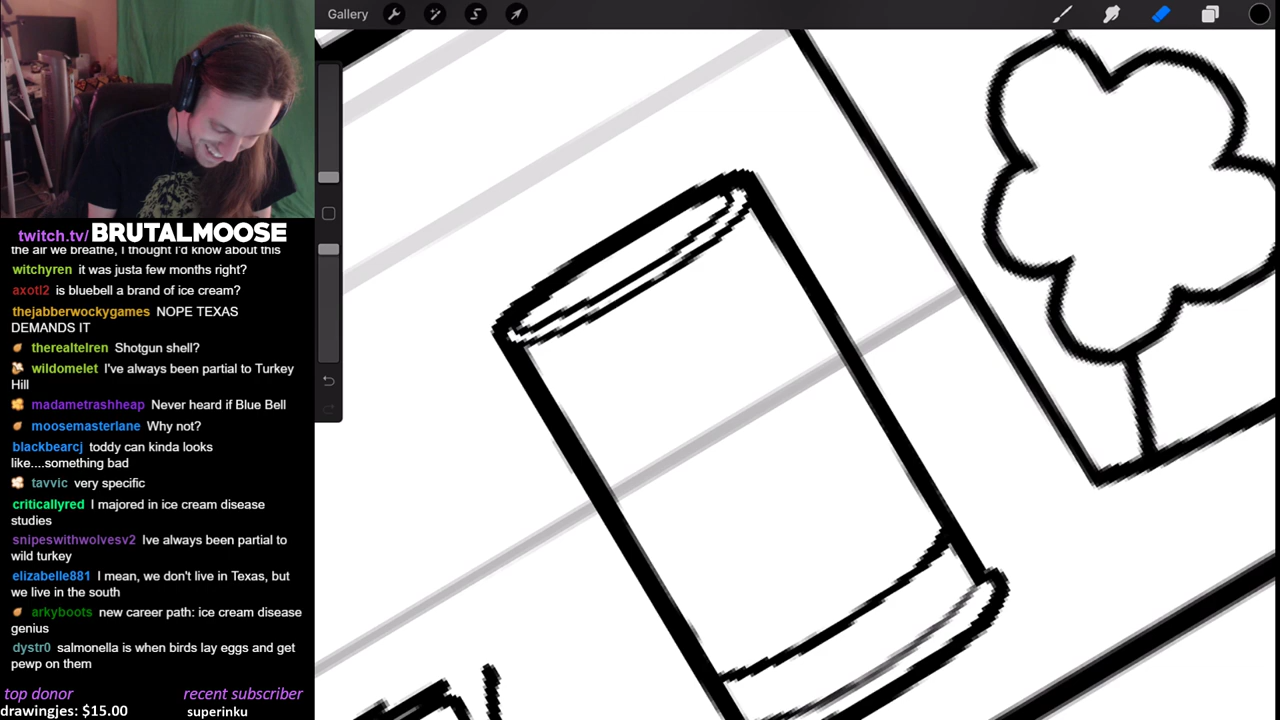 Gallery
twitch.tv/BRUTALMOOSE
the air we breathe, I thought I'd know about this
witchyren it was justa few months right?
axotl2 is bluebell a brand of ice cream?
thejabberwockygames NOPE TEXAS
DEMANDS IT
therealtelren Shotgun shell?
wildomelet I've always been partial to Turkey
Hill
madametrashheap Never heard if Blue Bell
moosemasterlane Why not?
blackbearcj toddy can kinda looks
like....something bad
tavvic very specific
criticallyred I majored in ice cream disease
studies
snipeswithwolvesv2 Ive always been partial to
wild turkey
elizabelle881 I mean, we don't live in Texas, but
we live in the south
arkyboots new career path: ice cream disease
genius
dystr0 salmonella is when birds lay eggs and get
pewp on them
top donor
drawingjes: $15.00
recent subscriber
superinku